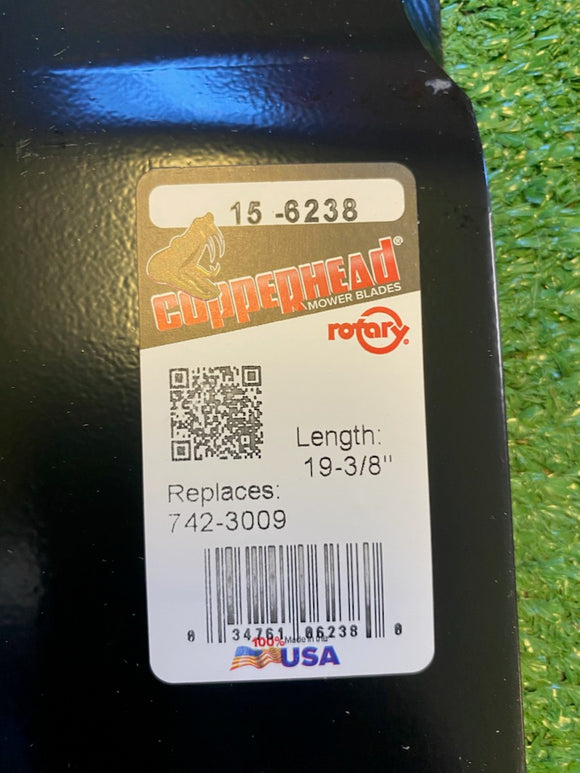 15 -6238
COPPERHEAD®
MOWER BLADES
rotary®
Length:
19-3/8"
Replaces:
742-3009
0 34761 06238 0
100% Made in the
USA